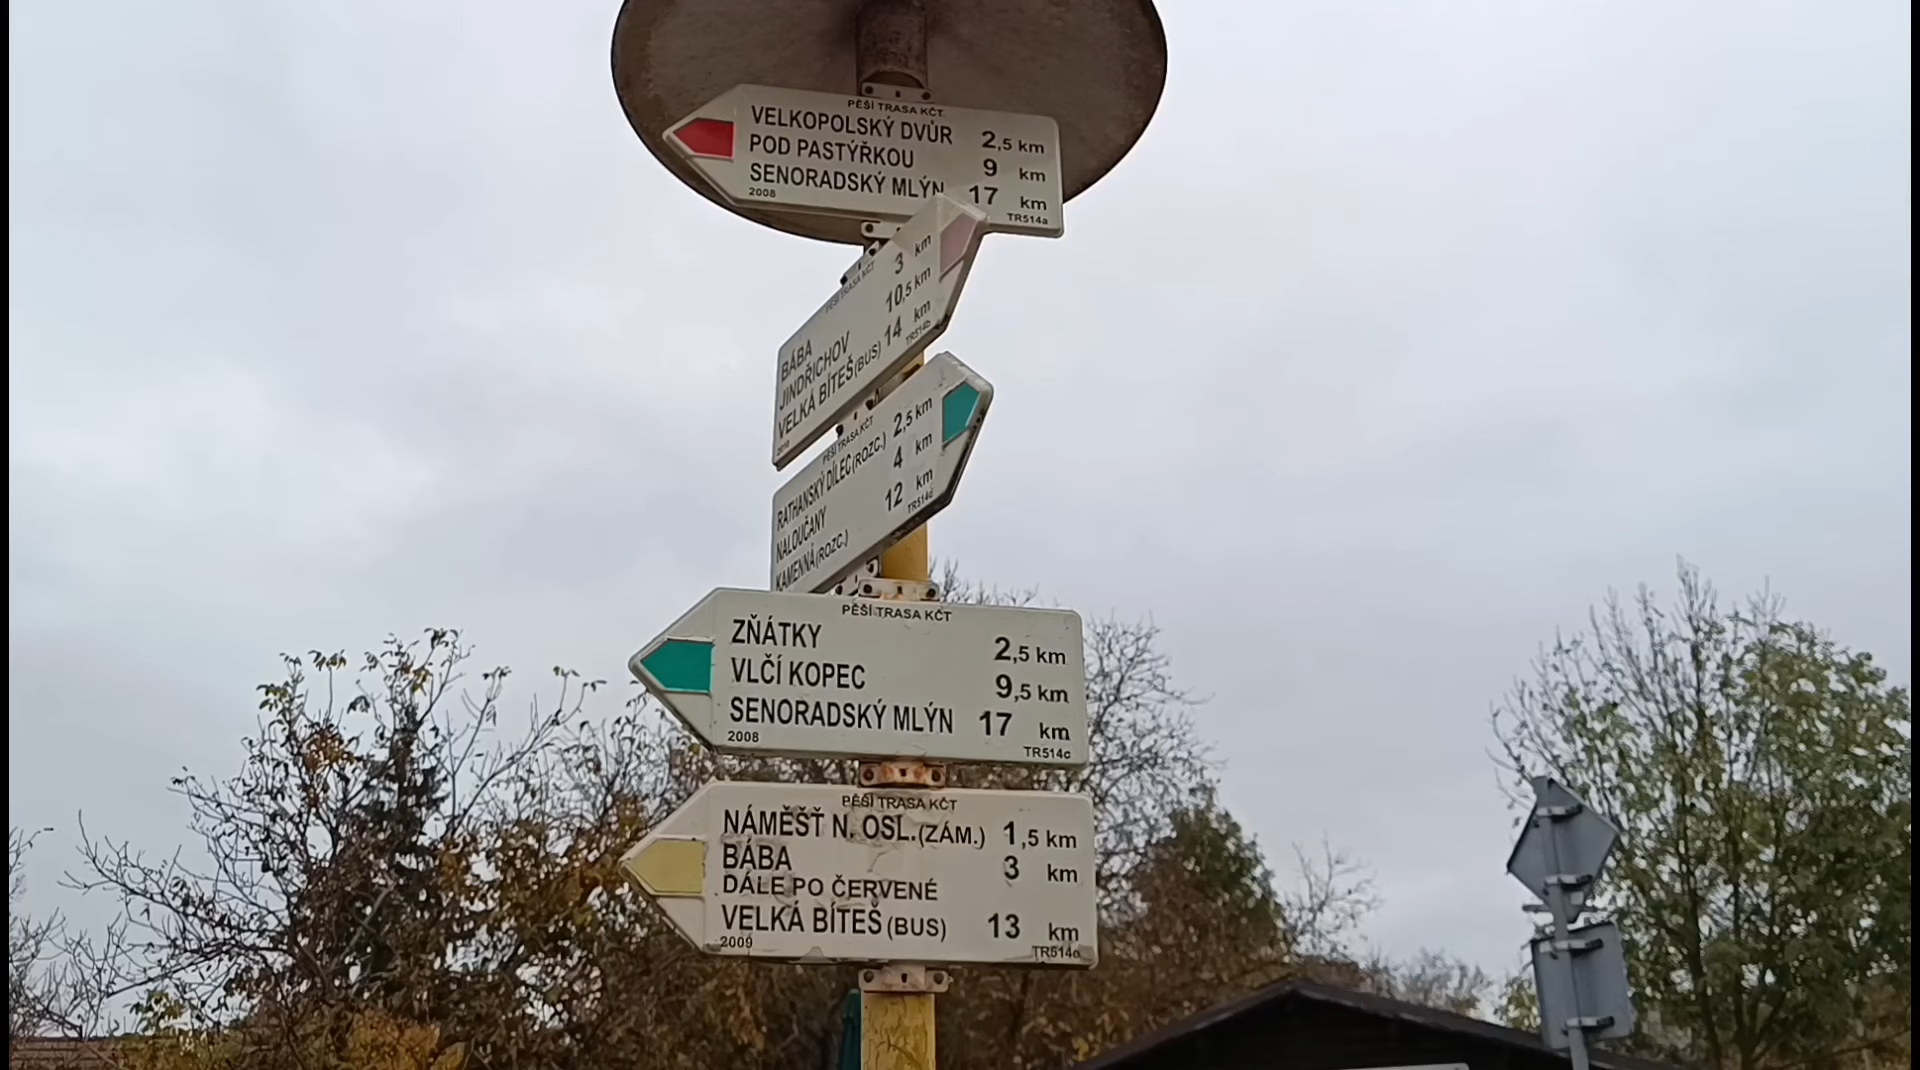 PĚŠÍ TRASA KČT
VELKOPOLSKÝ DVŮR 2,5 km
POD PASTÝŘKOU 9 km
SENORADSKÝ MLÝN 17 km
2008 TR514a
PĚŠÍ TRASA KČT
BÁBA 3 km
JINDŘICHOV 10,5 km
VELKÁ BÍTEŠ (BUS) 14 km
TR514b
PĚŠÍ TRASA KČT
RATHANSKÝ DÍLEC (ROZC.) 2,5 km
NALOUČANY 4 km
KAMENNÁ (ROZC.) 12 km
TR514d
PĚŠÍ TRASA KČT
ZŇÁTKY 2,5 km
VLČÍ KOPEC 9,5 km
SENORADSKÝ MLÝN 17 km
2008 TR514c
PĚŠÍ TRASA KČT
NÁMĚŠŤ N. OSL. (ZÁM.) 1,5 km
BÁBA 3 km
DÁLE PO ČERVENÉ
VELKÁ BÍTEŠ (BUS) 13 km
2009